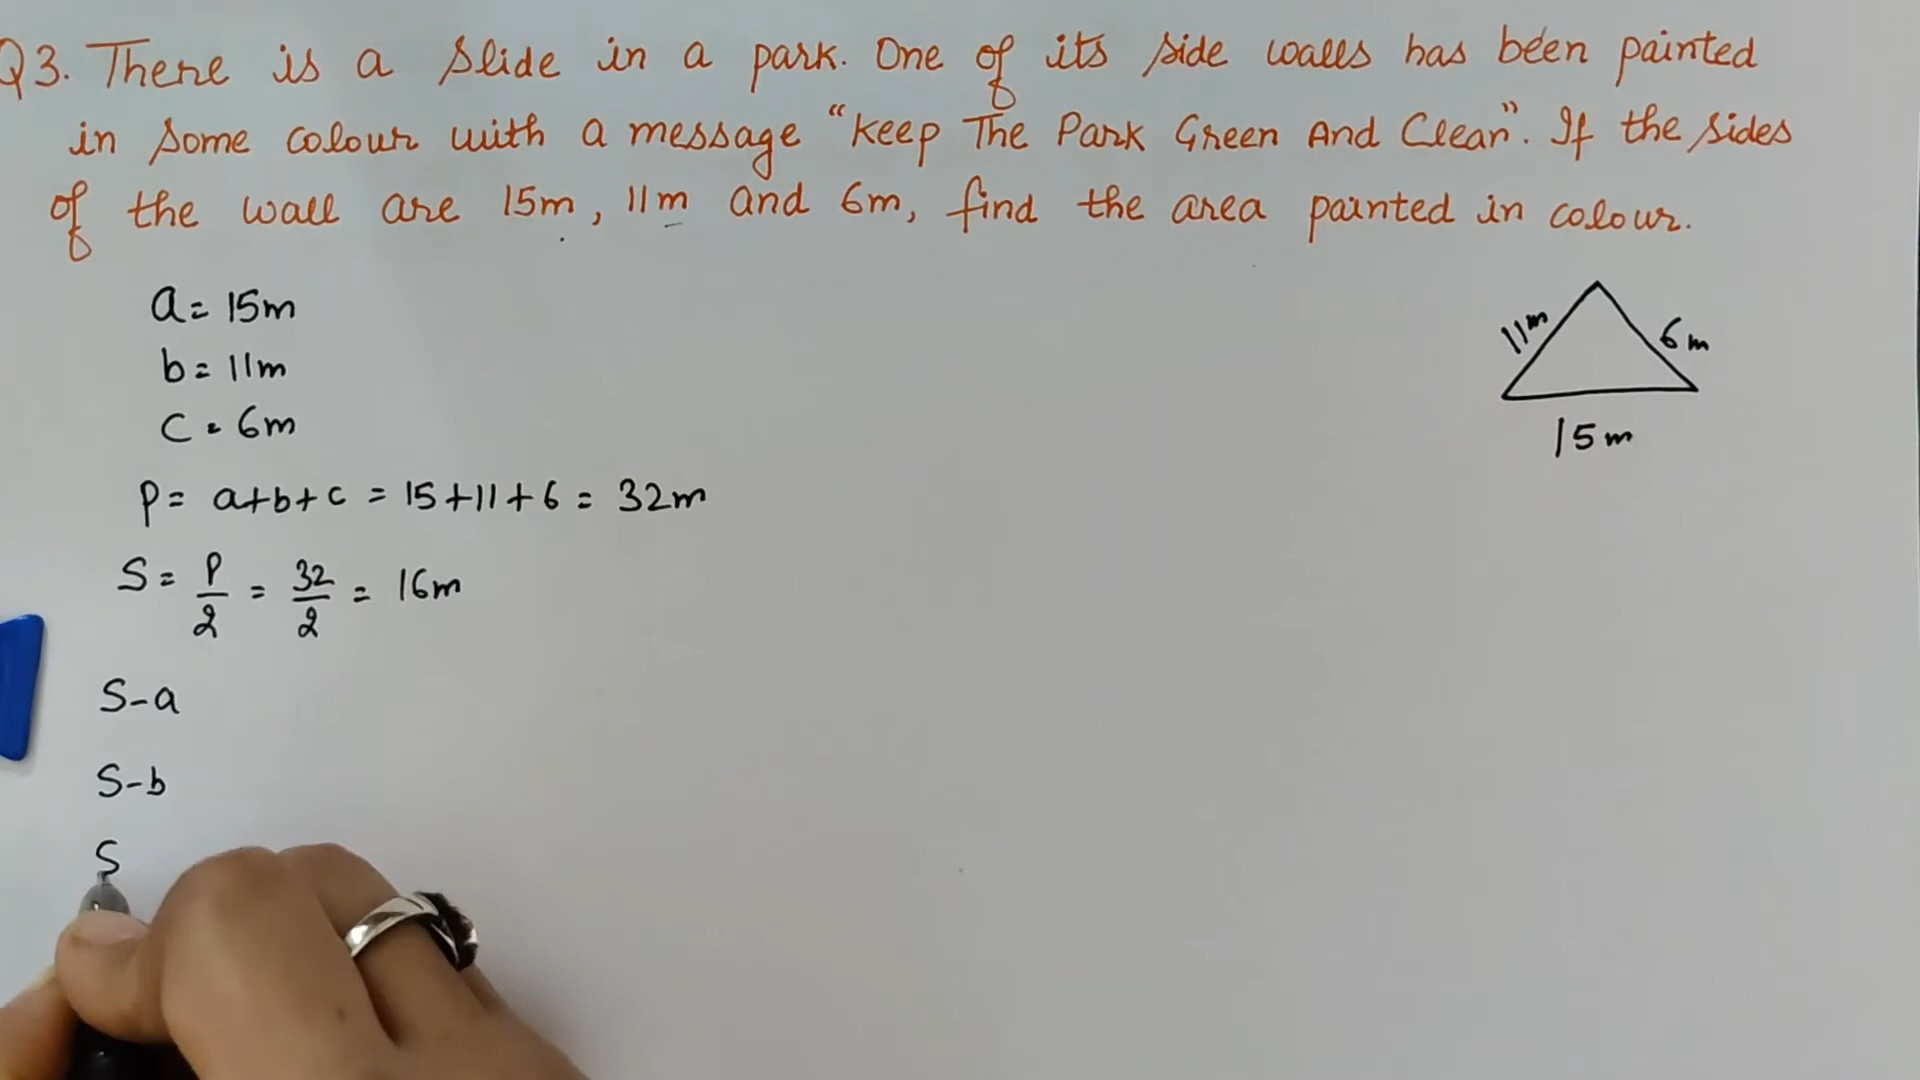 Q3. There is a slide in a park. One of its side walls has been painted
in some colour with a message "Keep The Park Green And Clean". If the sides
of the wall are 15m, 11m and 6m, find the area painted in colour.
a = 15m
b = 11m
c = 6m
11m
6m
15m
P = a+b+c = 15+11+6 = 32m
S = P/2 = 32/2 = 16m
S-a
S-b
S